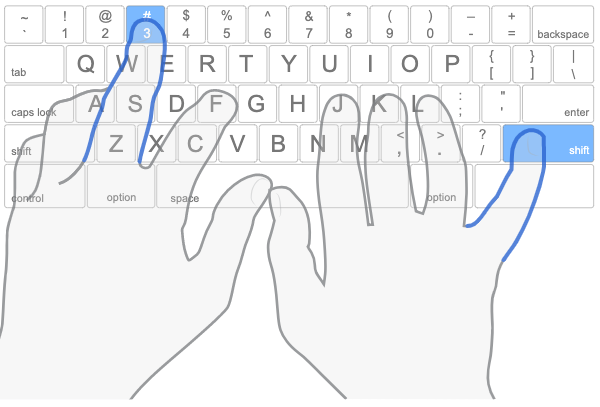 ~ ! @ # $ % ^ & * ( ) _ +
` 1 2 3 4 5 6 7 8 9 0 - = backspace
tab Q W E R T Y U I O P { [ } ] | \
caps lock A S D F G H J K L : ; " ' enter
shift Z X C V B N M < , > . ? / shift
control option space option